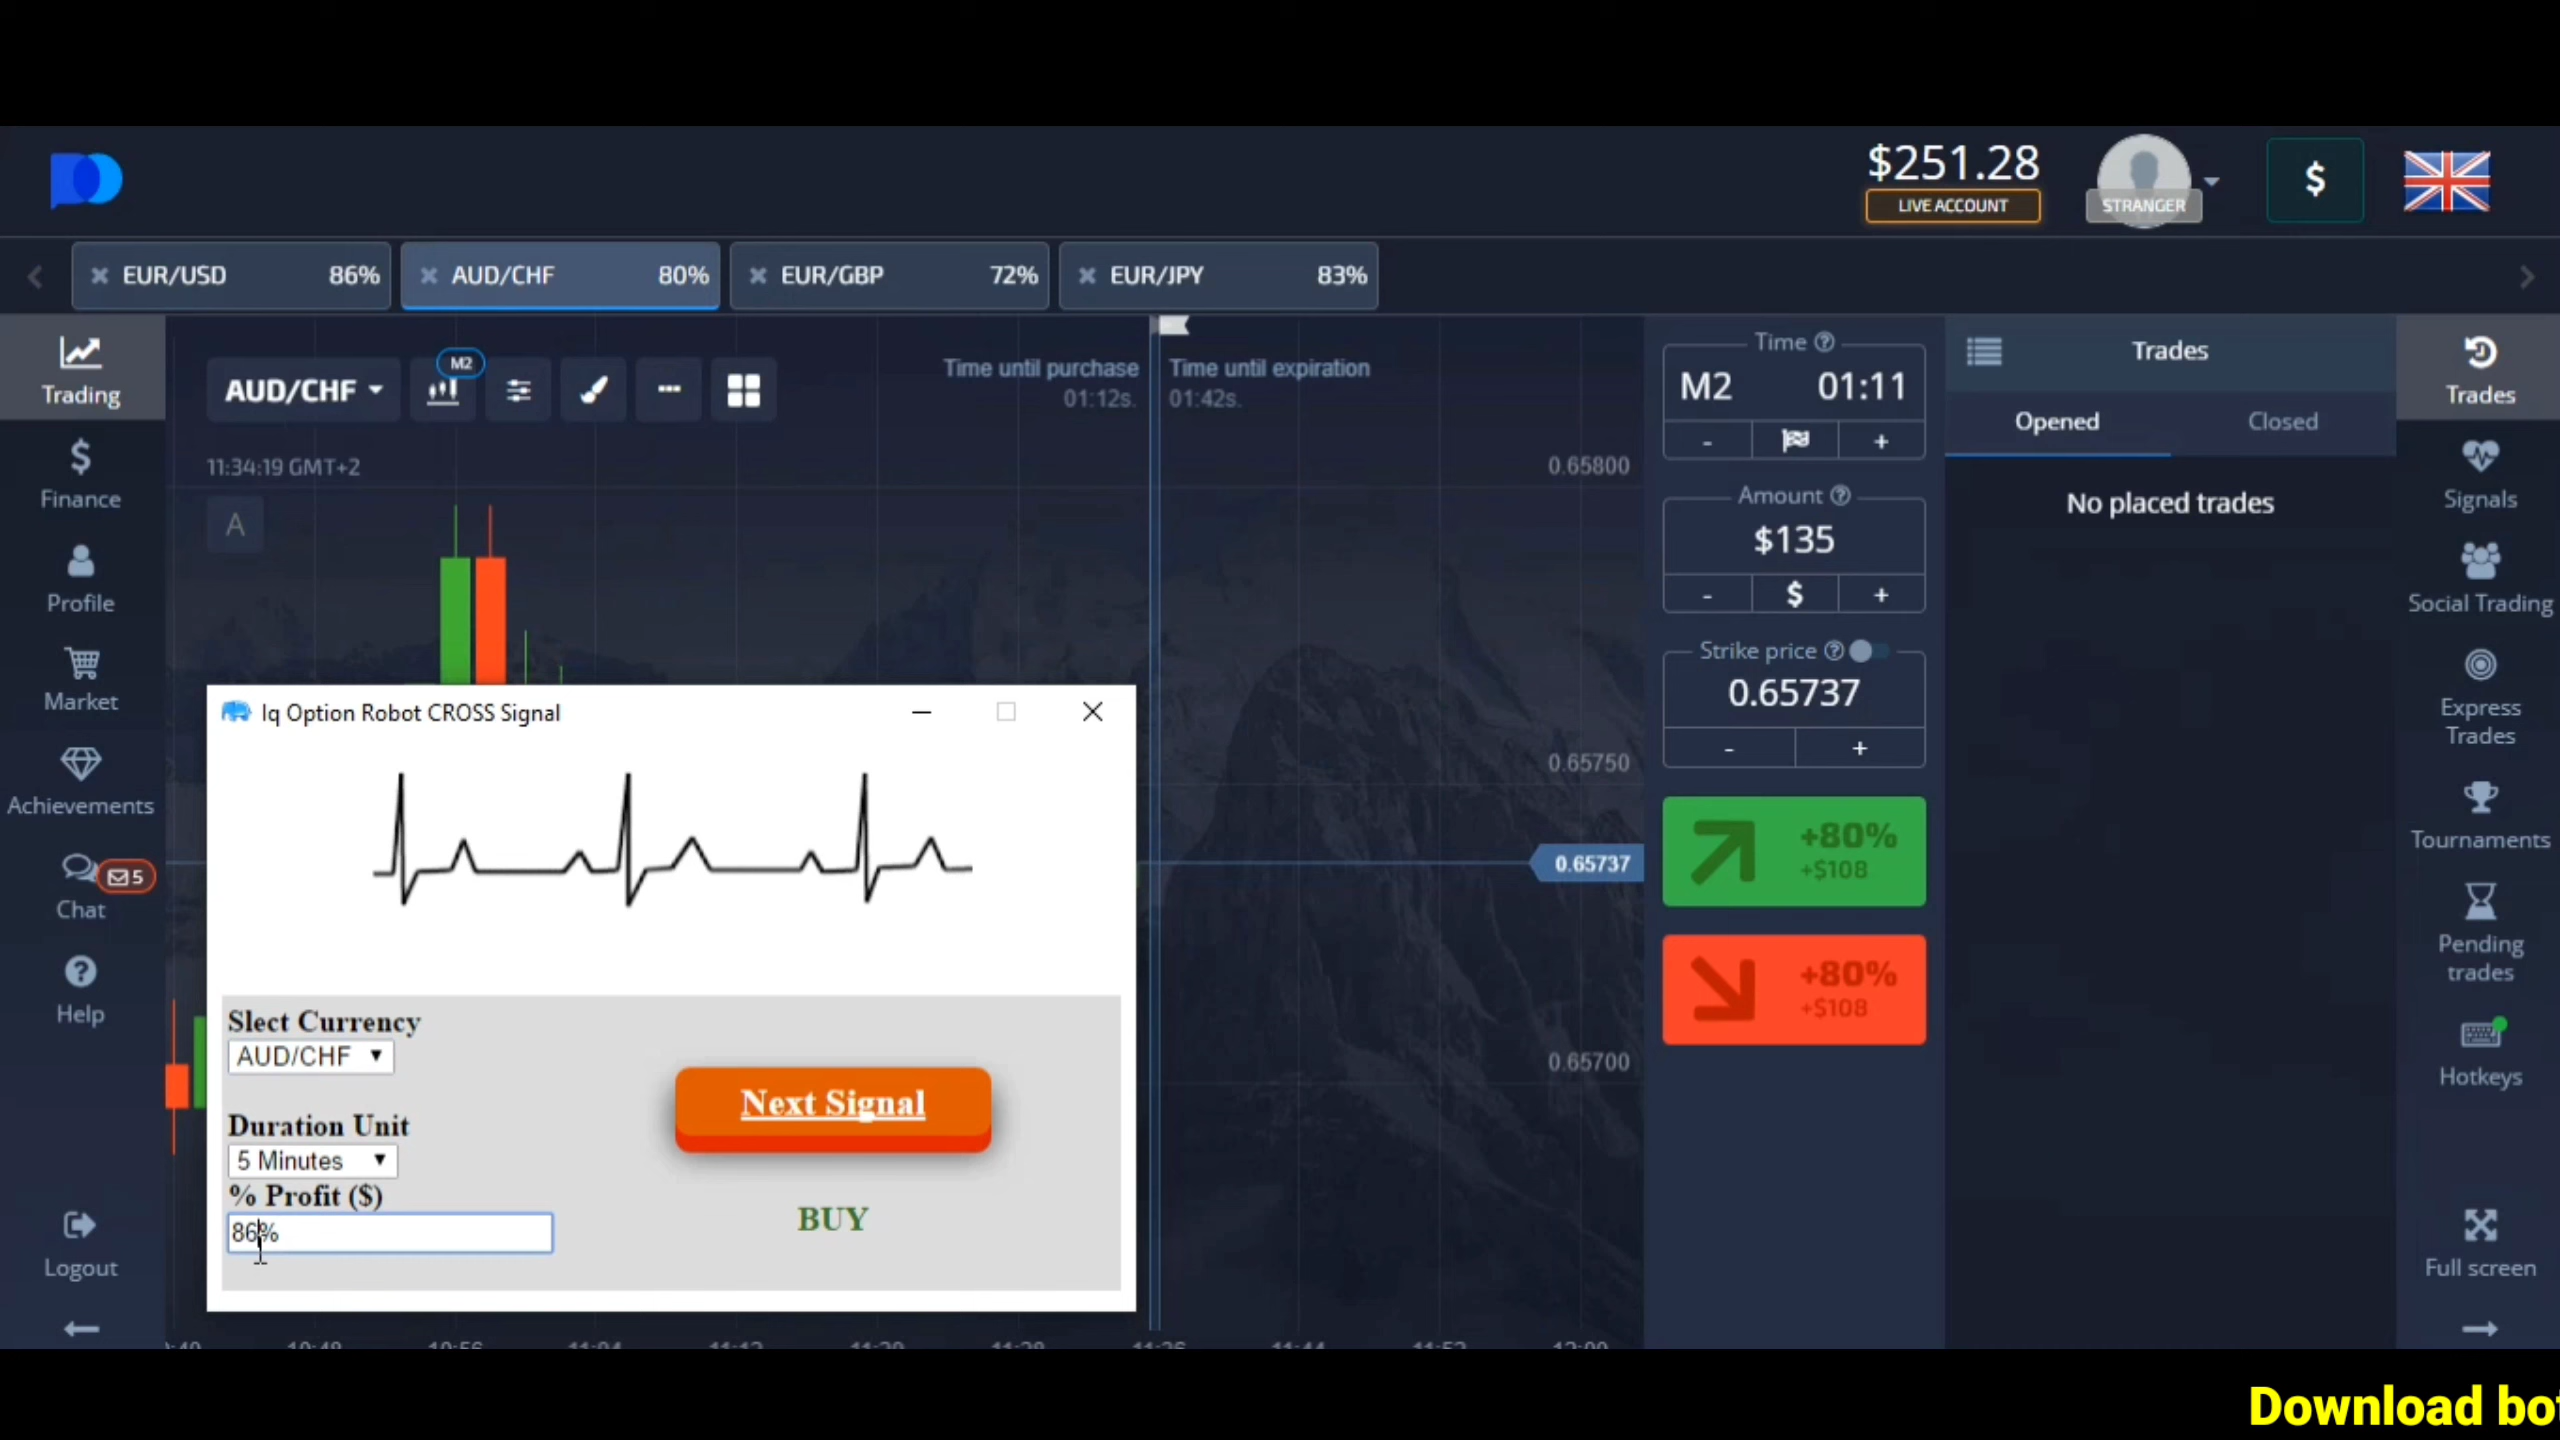 $251.28
LIVE ACCOUNT
STRANGER
$
EUR/USD 86%
AUD/CHF 80%
EUR/GBP 72%
EUR/JPY 83%
Trading
Finance
Profile
Market
Achievements
5
Chat
Help
Logout
AUD/CHF
M2
11:34:19 GMT+2
A
Time until purchase
01:12s.
Time until expiration
01:42s.
0.65800
0.65750
0.65737
0.65700
Iq Option Robot CROSS Signal
Slect Currency
AUD/CHF
Duration Unit
5 Minutes
% Profit ($)
86%
Next Signal
BUY
Time
M2 01:11
- +
Amount
$135
- $ +
Strike price
0.65737
- +
+80%
+$108
+80%
+$108
Trades
Opened Closed
No placed trades
Trades
Signals
Social Trading
Express
Trades
Tournaments
Pending
trades
Hotkeys
Full screen
Download bot